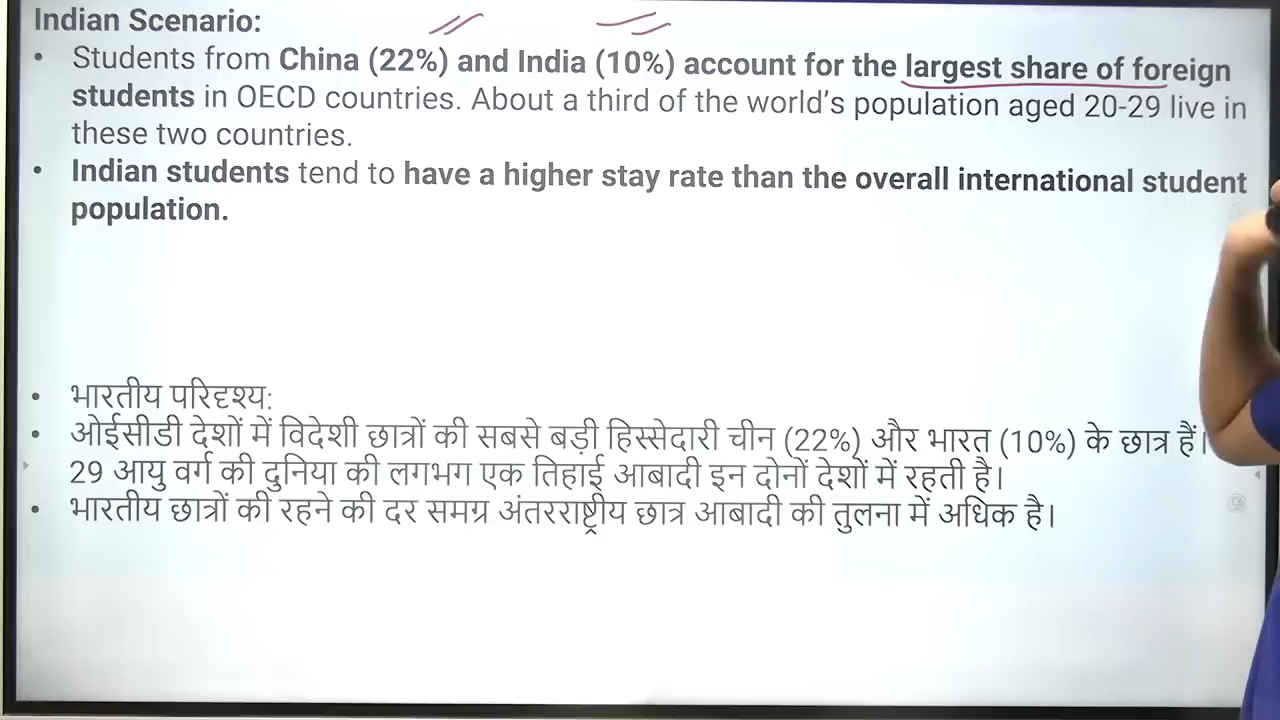 Indian Scenario:
• Students from China (22%) and India (10%) account for the largest share of foreign
students in OECD countries. About a third of the world's population aged 20-29 live in
these two countries.
• Indian students tend to have a higher stay rate than the overall international student
population.
• भारतीय परिदृश्य:
• ओईसीडी देशों में विदेशी छात्रों की सबसे बड़ी हिस्सेदारी चीन (22%) और भारत (10%) के छात्र हैं।
29 आयु वर्ग की दुनिया की लगभग एक तिहाई आबादी इन दोनों देशों में रहती है।
• भारतीय छात्रों की रहने की दर समग्र अंतरराष्ट्रीय छात्र आबादी की तुलना में अधिक है।